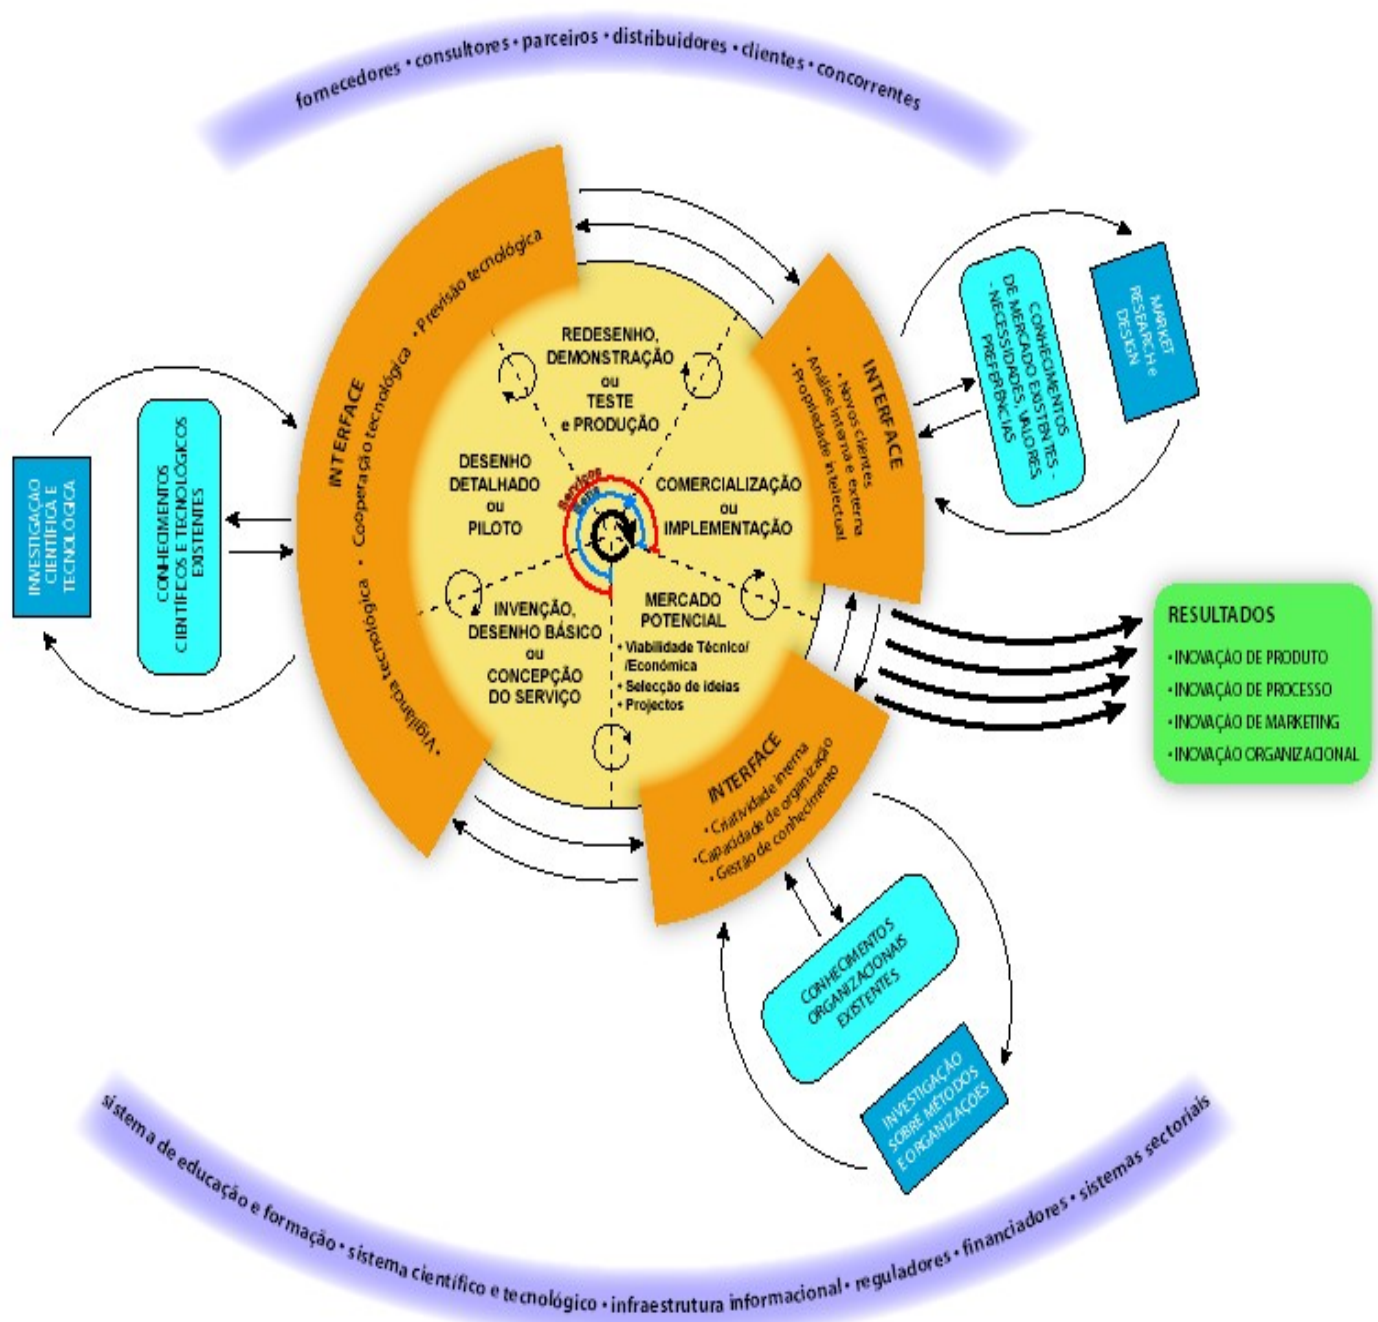 fornecedores • consultores • parceiros • distribuidores • clientes • concorrentes
INTERFACE
• Vigilância tecnológica • Cooperação tecnológica • Previsão tecnológica
INVESTIGAÇÃO
CIENTÍFICA E
TECNOLÓGICA
CONHECIMENTOS
CIENTÍFICOS E TECNOLÓGICOS
EXISTENTES
REDESENHO,
DEMONSTRAÇÃO
ou
TESTE
e PRODUÇÃO
DESENHO
DETALHADO
ou
PILOTO
Serviços
Bens
COMERCIALIZAÇÃO
ou
IMPLEMENTAÇÃO
INVENÇÃO,
DESENHO BÁSICO
ou
CONCEPÇÃO
DO SERVIÇO
MERCADO
POTENCIAL
• Viabilidade Técnico/
/Económica
• Selecção de ideias
• Projectos
INTERFACE
• Novos clientes
• Análise interna e externa
• Propriedade intelectual
CONHECIMENTOS
DE MERCADO EXISTENTES -
- NECESSIDADES, VALORES,
PREFERÊNCIAS
MARKET
RESEARCH e
DESIGN
RESULTADOS
• INOVAÇÃO DE PRODUTO
• INOVAÇÃO DE PROCESSO
• INOVAÇÃO DE MARKETING
• INOVAÇÃO ORGANIZACIONAL
INTERFACE
• Criatividade interna
• Capacidade de organização
• Gestão de conhecimento
CONHECIMENTOS
ORGANIZACIONAIS
EXISTENTES
INVESTIGAÇÃO
SOBRE MÉTODOS
E ORGANIZAÇÕES
sistema de educação e formação • sistema científico e tecnológico • infraestrutura informacional • reguladores • financiadores • sistemas sectoriais